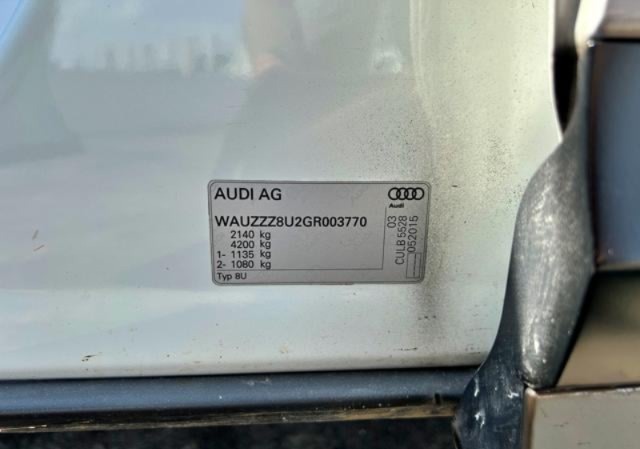 AUDI AG
Audi
WAUZZZ8U2GR003770
2140 kg
4200 kg
1- 1135 kg
2- 1080 kg
Typ 8U
03
CULB 5528
052015